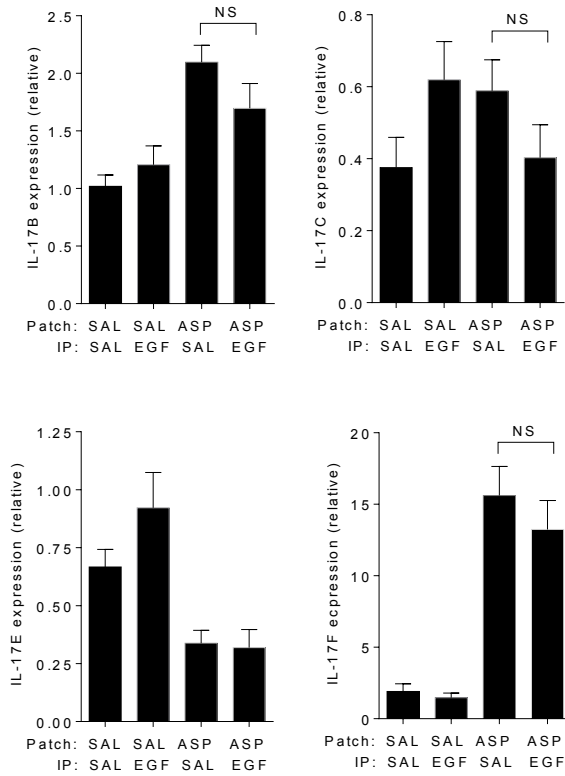 NS
IL-17B expression (relative)
2.5
2.0
1.5
1.0
0.5
0.0
Patch: SAL SAL ASP ASP
IP: SAL EGF SAL EGF
NS
IL-17C expression (relative)
0.8
0.6
0.4
0.2
0.0
Patch: SAL SAL ASP ASP
IP: SAL EGF SAL EGF
IL-17E expression (relative)
1.25
1.00
0.75
0.50
0.25
0.00
Patch: SAL SAL ASP ASP
IP: SAL EGF SAL EGF
NS
IL-17F ecpression (relative)
20
15
10
5
0
Patch: SAL SAL ASP ASP
IP: SAL EGF SAL EGF